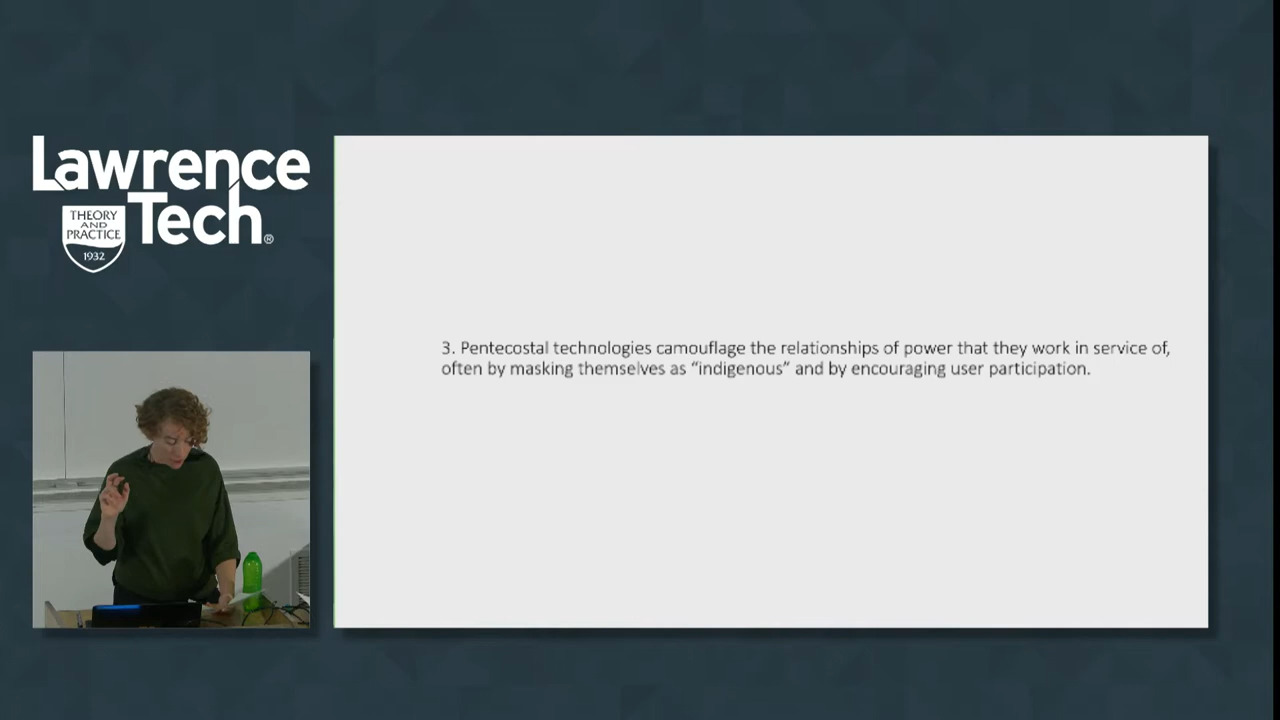 Lawrence
Tech®
THEORY
AND
PRACTICE
1932
3. Pentecostal technologies camouflage the relationships of power that they work in service of,
often by masking themselves as “indigenous” and by encouraging user participation.